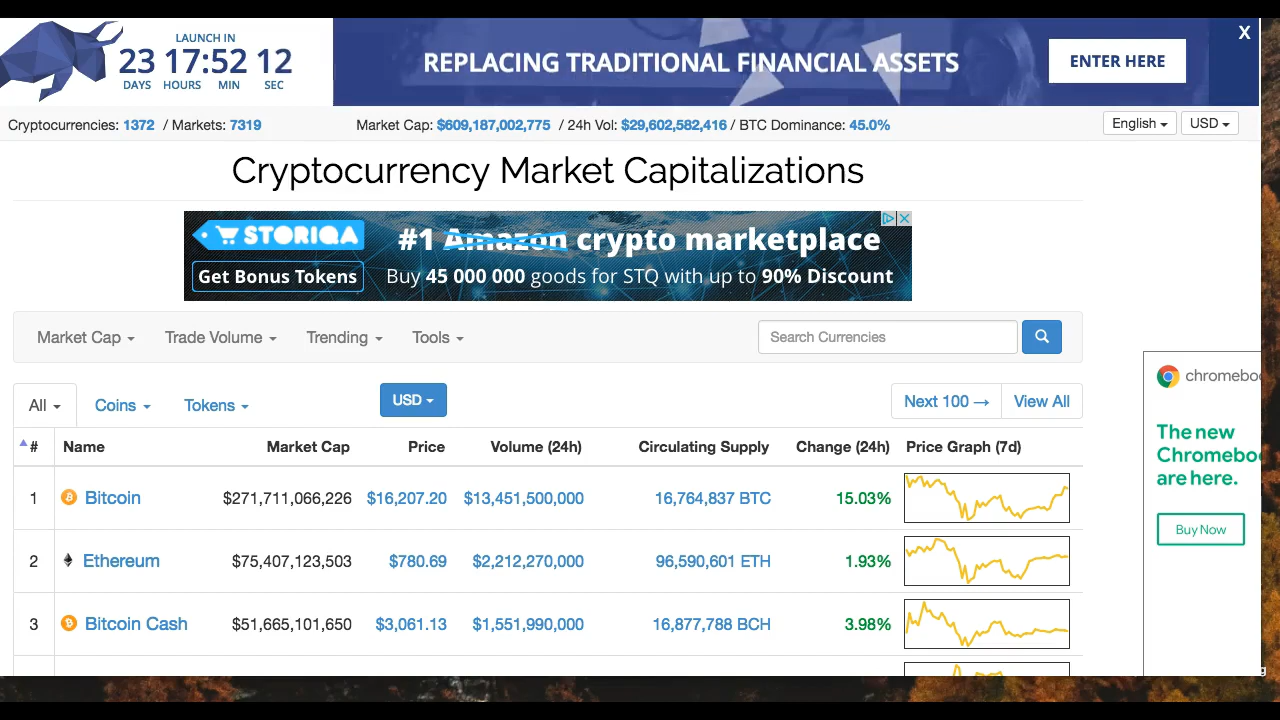 LAUNCH IN
23 17:52 12
DAYS HOURS MIN SEC
REPLACING TRADITIONAL FINANCIAL ASSETS
ENTER HERE
X
Cryptocurrencies: 1372 / Markets: 7319
Market Cap: $609,187,002,775 / 24h Vol: $29,602,582,416 / BTC Dominance: 45.0%
English
USD
Cryptocurrency Market Capitalizations
STORIQA
Get Bonus Tokens
#1 Amazon crypto marketplace
Buy 45 000 000 goods for STQ with up to 90% Discount
Market Cap
Trade Volume
Trending
Tools
Search Currencies
All
Coins
Tokens
USD
Next 100 →
View All
# Name Market Cap Price Volume (24h) Circulating Supply Change (24h) Price Graph (7d)
1 Bitcoin $271,711,066,226 $16,207.20 $13,451,500,000 16,764,837 BTC 15.03%
2 Ethereum $75,407,123,503 $780.69 $2,212,270,000 96,590,601 ETH 1.93%
3 Bitcoin Cash $51,665,101,650 $3,061.13 $1,551,990,000 16,877,788 BCH 3.98%
chromeboo
The new
Chromeboo
are here.
Buy Now